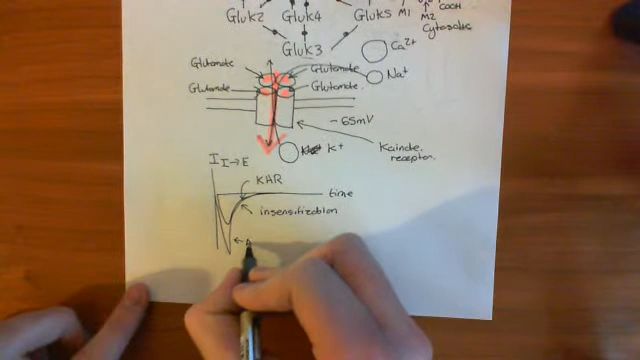 COOH
Gluk2 Gluk4 Gluk5 M1
M2
Cytosolic
Gluk3
Ca2+
Glutamate Glutamate
Na+
Glutamate Glutamate
-65mV
K+
Kainate
receptor.
I I→E
KAR
time
insensitization